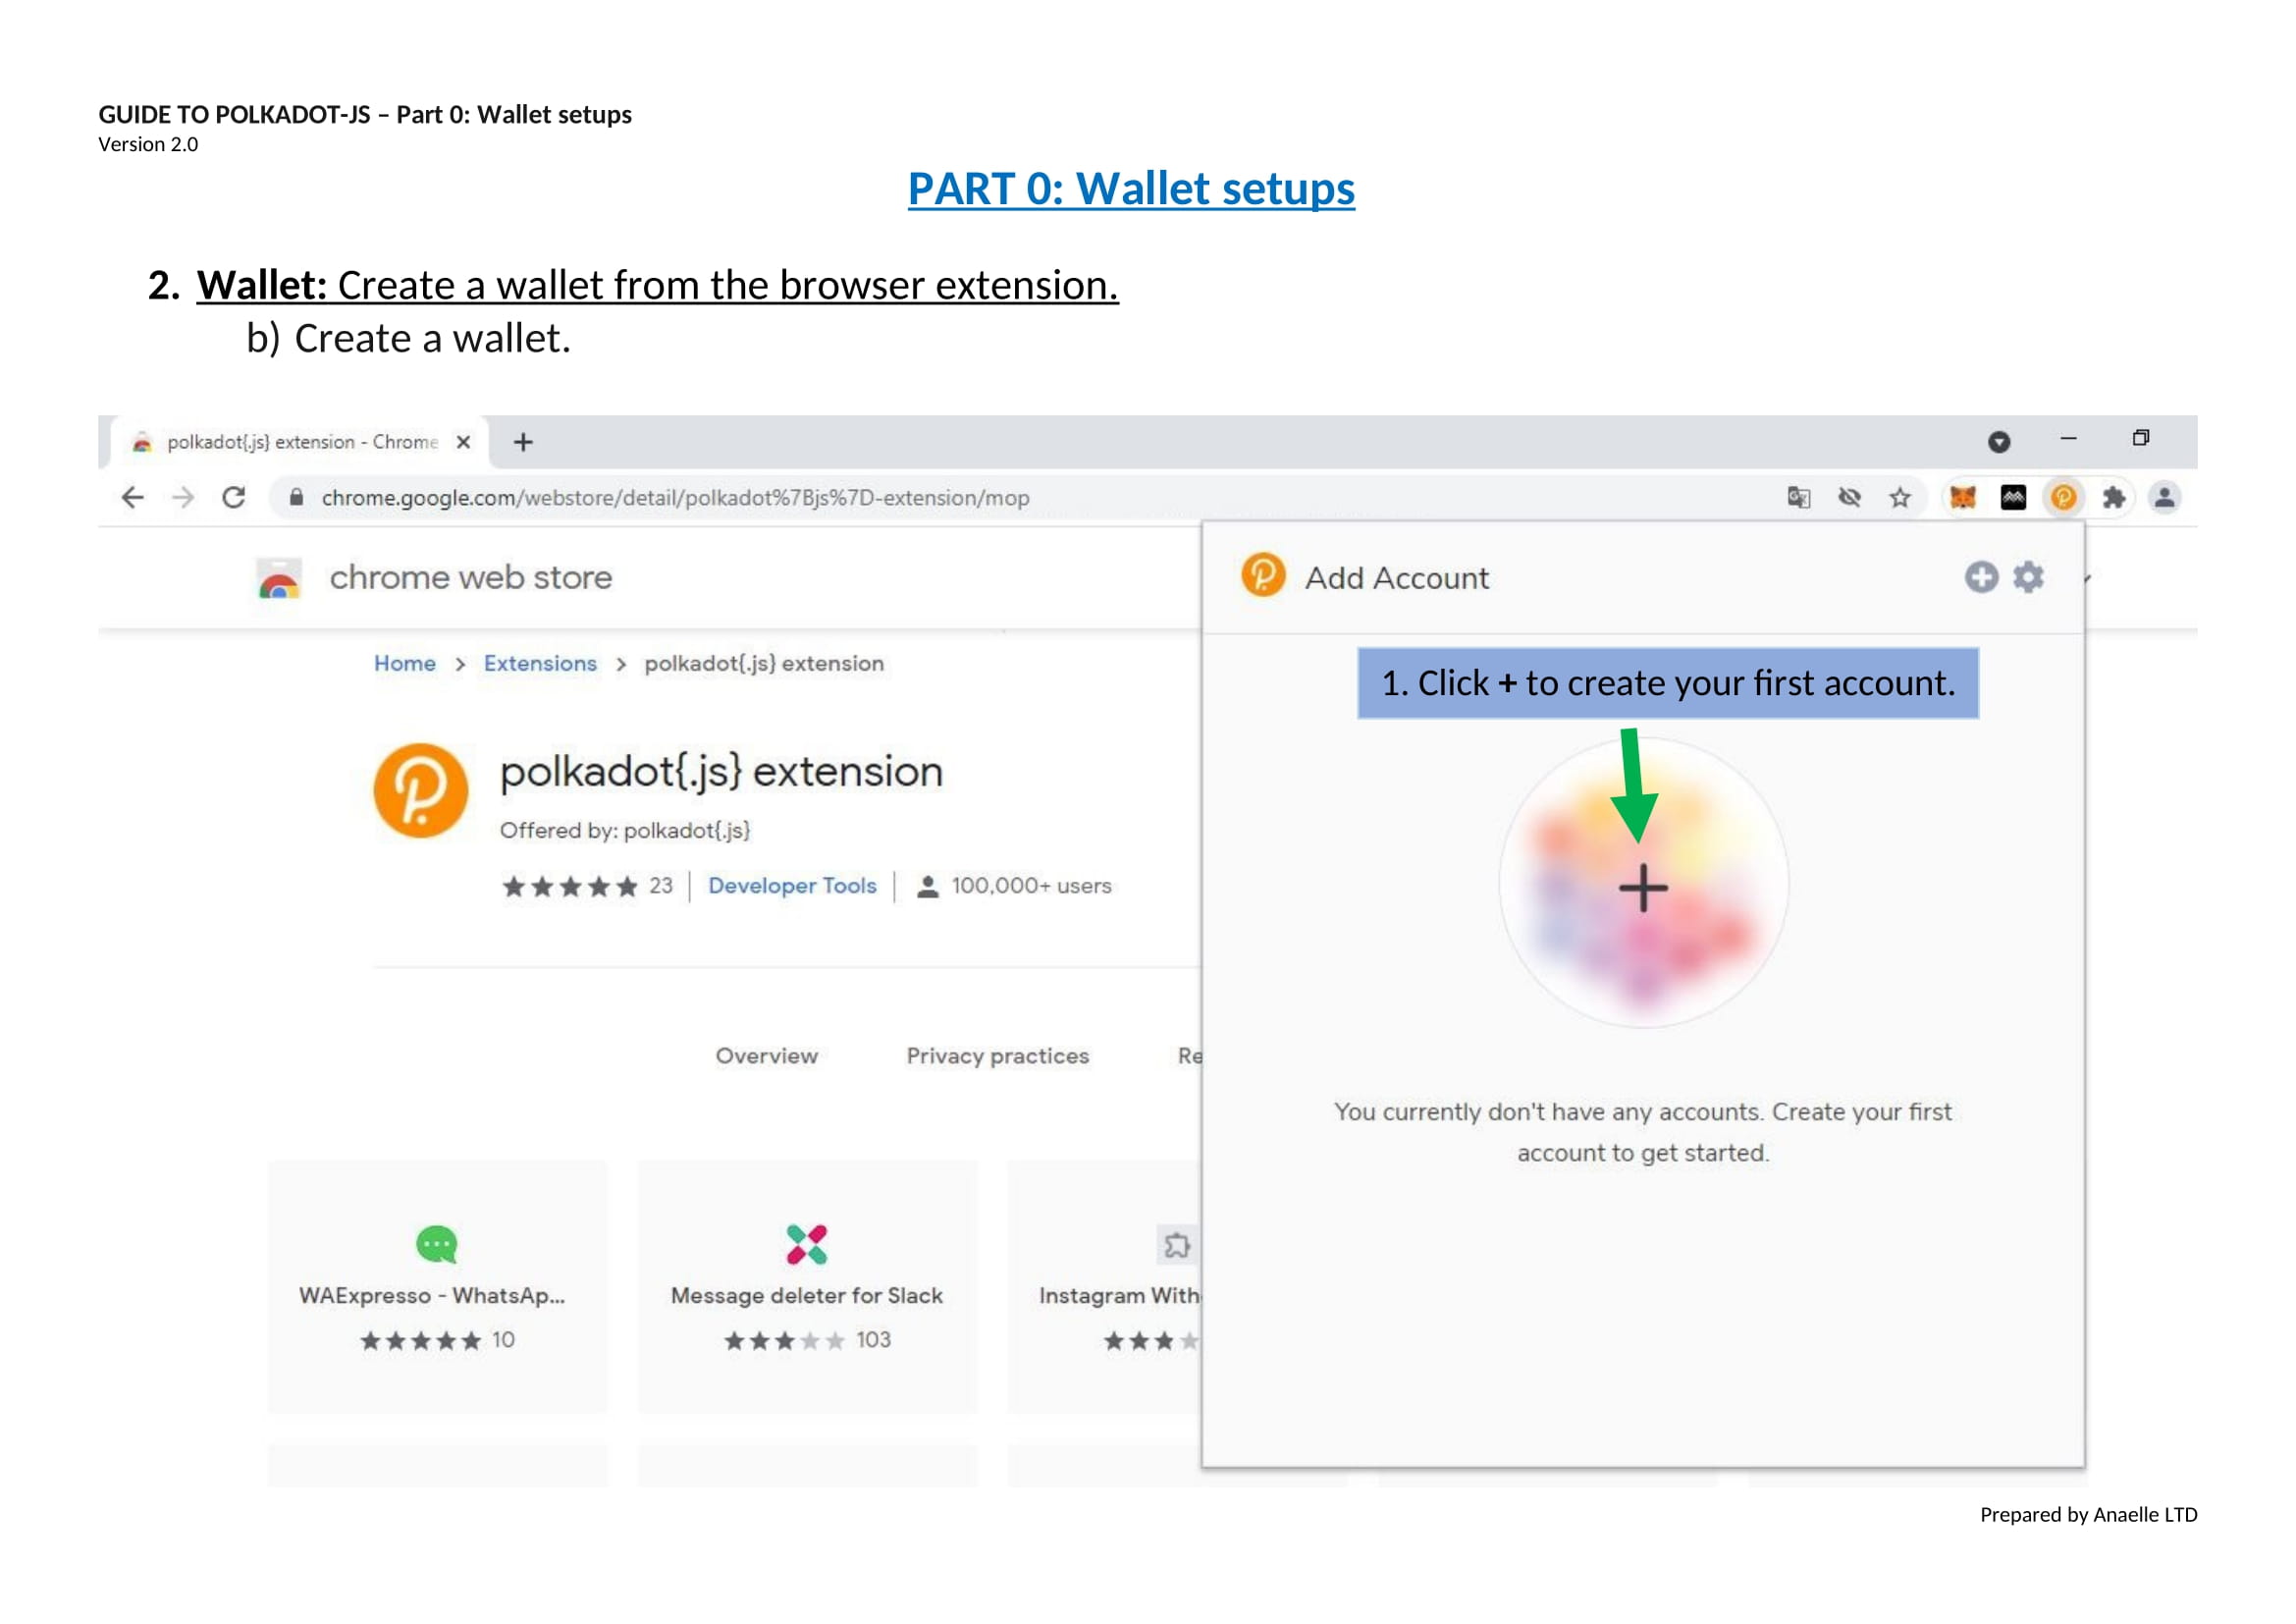 GUIDE TO POLKADOT-JS – Part 0: Wallet setups
Version 2.0
PART 0: Wallet setups
2. Wallet: Create a wallet from the browser extension.
b) Create a wallet.
polkadot{.js} extension - Chrome
chrome.google.com/webstore/detail/polkadot%7Bjs%7D-extension/mop
chrome web store
Add Account
Home > Extensions > polkadot{.js} extension
1. Click + to create your first account.
polkadot{.js} extension
Offered by: polkadot{.js}
23 | Developer Tools | 100,000+ users
Overview Privacy practices Re
You currently don't have any accounts. Create your first
account to get started.
WAExpresso - WhatsAp... Message deleter for Slack Instagram With
10 103
Prepared by Anaelle LTD